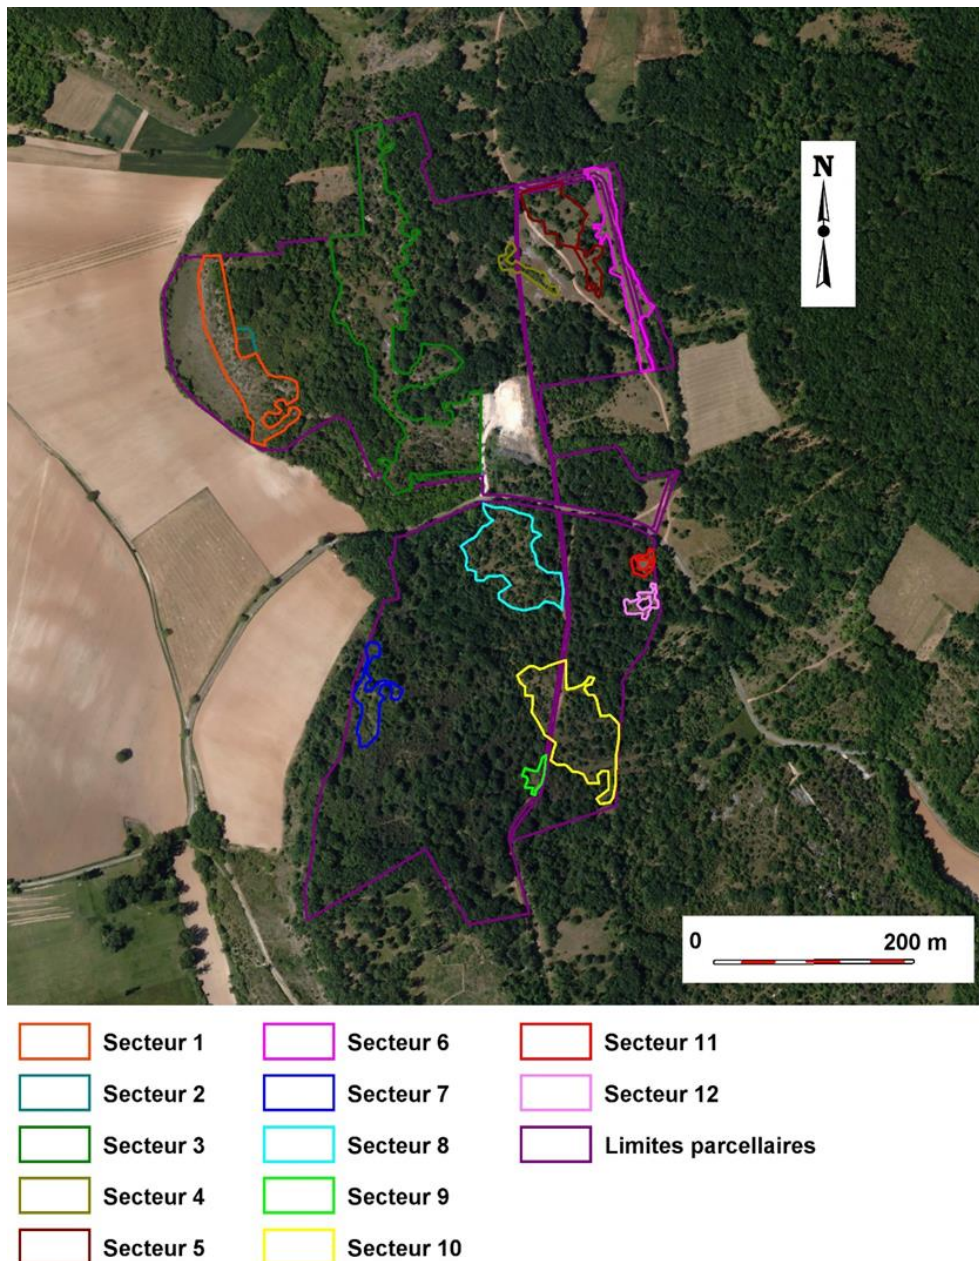 N
0 200 m
Secteur 1
Secteur 2
Secteur 3
Secteur 4
Secteur 5
Secteur 6
Secteur 7
Secteur 8
Secteur 9
Secteur 10
Secteur 11
Secteur 12
Limites parcellaires